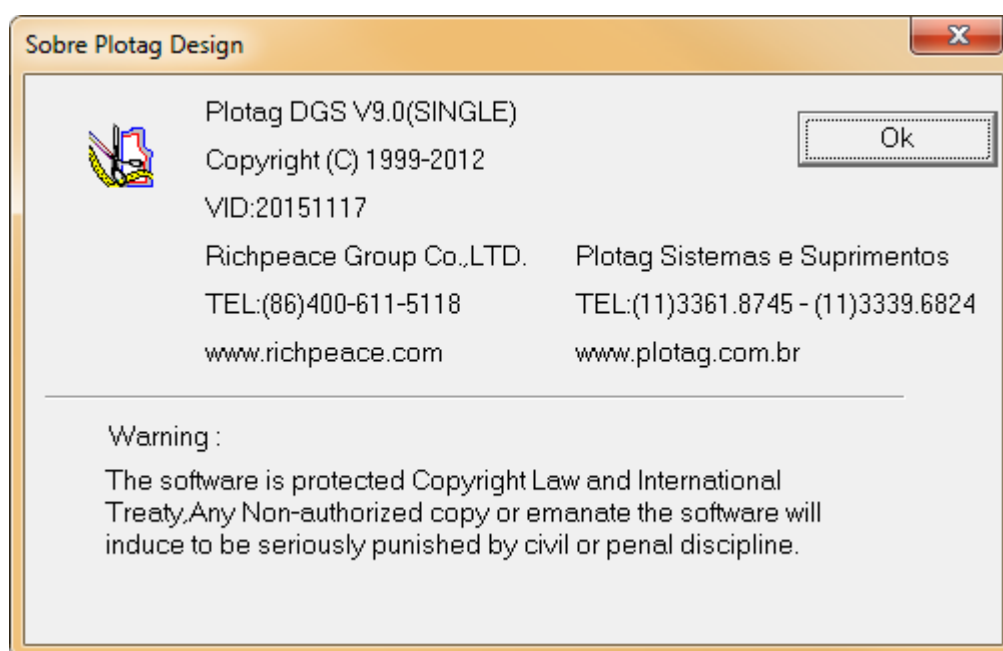 Sobre Plotag Design
Plotag DGS V9.0(SINGLE)
Ok
Copyright (C) 1999-2012
VID:20151117
Richpeace Group Co.,LTD. Plotag Sistemas e Suprimentos
TEL:(86)400-611-5118 TEL:(11)3361.8745 - (11)3339.6824
www.richpeace.com www.plotag.com.br
Warning :
The software is protected Copyright Law and International
Treaty,Any Non-authorized copy or emanate the software will
induce to be seriously punished by civil or penal discipline.